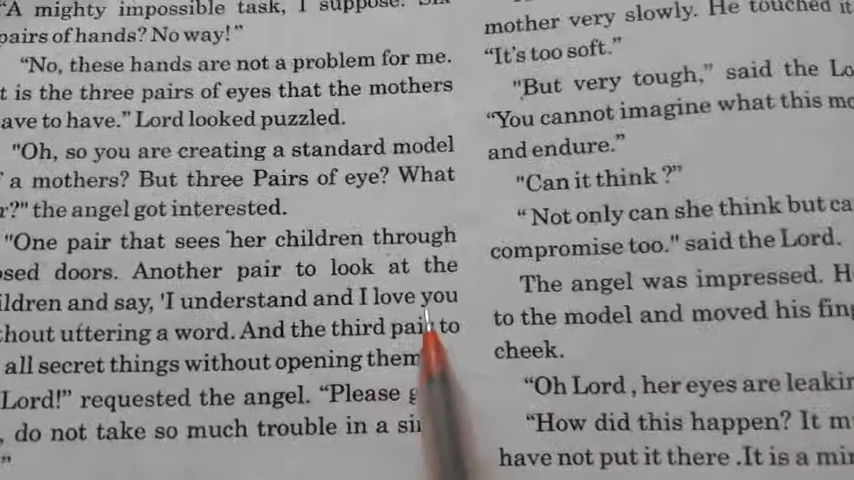 "A mighty impossible task, I suppose. Six
pairs of hands? No way!"
"No, these hands are not a problem for me.
t is the three pairs of eyes that the mothers
ave to have." Lord looked puzzled.
"Oh, so you are creating a standard model
a mothers? But three Pairs of eye? What
r?" the angel got interested.
"One pair that sees her children through
osed doors. Another pair to look at the
ildren and say, 'I understand and I love you
hout uttering a word. And the third pair to
all secret things without opening them
Lord!" requested the angel. "Please
, do not take so much trouble in a
"
mother very slowly. He touched it
"It's too soft."
"But very tough," said the Lo
"You cannot imagine what this mo
and endure."
"Can it think ?"
" Not only can she think but ca
compromise too." said the Lord.
The angel was impressed. H
to the model and moved his fing
cheek.
"Oh Lord , her eyes are leakin
"How did this happen? It m
have not put it there .It is a mir